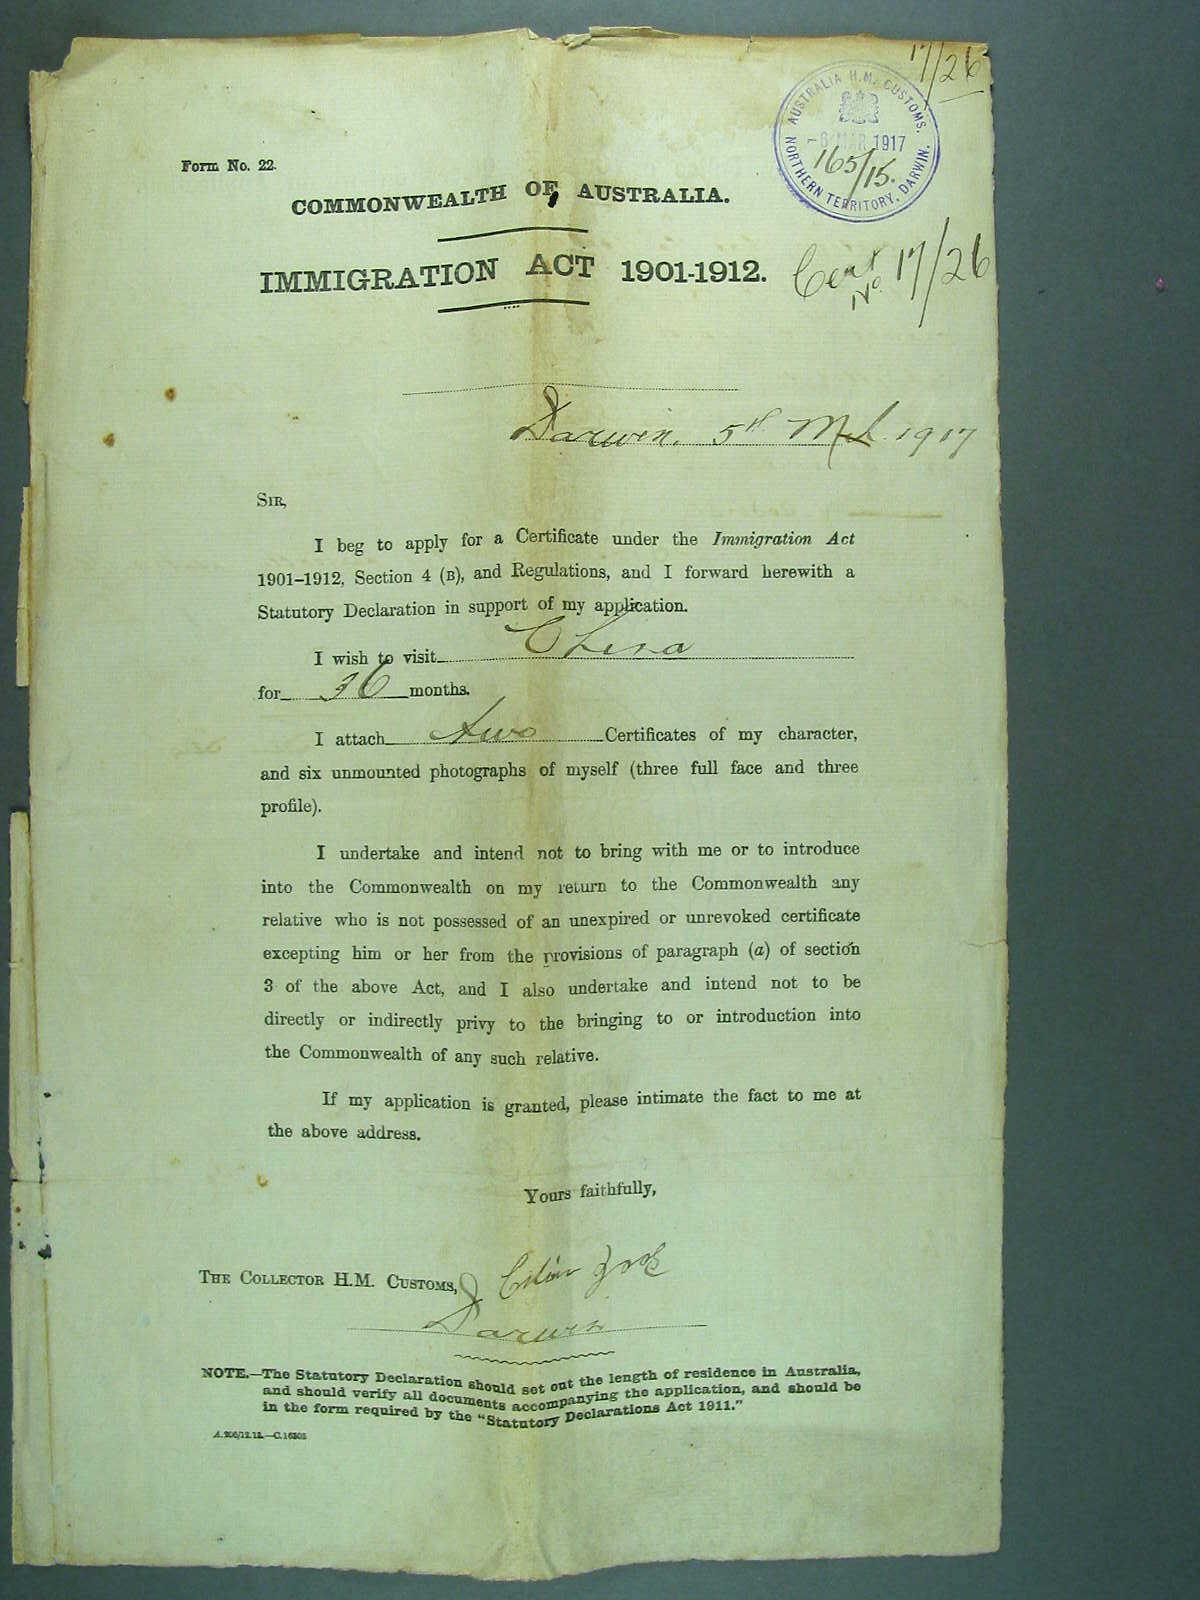 17/26
AUSTRALIA H.M. CUSTOMS.
-6 MAR 1917
165/15.
NORTHERN TERRITORY, DARWIN.
Form No. 22.
COMMONWEALTH OF AUSTRALIA.
IMMIGRATION ACT 1901-1912.
Cert No. 17/26
Darwin, 5th Mch 1917
SIR,
I beg to apply for a Certificate under the Immigration Act
1901-1912, Section 4 (B), and Regulations, and I forward herewith a
Statutory Declaration in support of my application.
I wish to visit China
for 36 months.
I attach two Certificates of my character,
and six unmounted photographs of myself (three full face and three
profile).
I undertake and intend not to bring with me or to introduce
into the Commonwealth on my return to the Commonwealth any
relative who is not possessed of an unexpired or unrevoked certificate
excepting him or her from the provisions of paragraph (a) of section
3 of the above Act, and I also undertake and intend not to be
directly or indirectly privy to the bringing to or introduction into
the Commonwealth of any such relative.
If my application is granted, please intimate the fact to me at
the above address.
Yours faithfully,
THE COLLECTOR H.M. CUSTOMS,
Darwin
NOTE.—The Statutory Declaration should set out the length of residence in Australia,
and should verify all documents accompanying the application, and should be
in the form required by the "Statutory Declarations Act 1911."